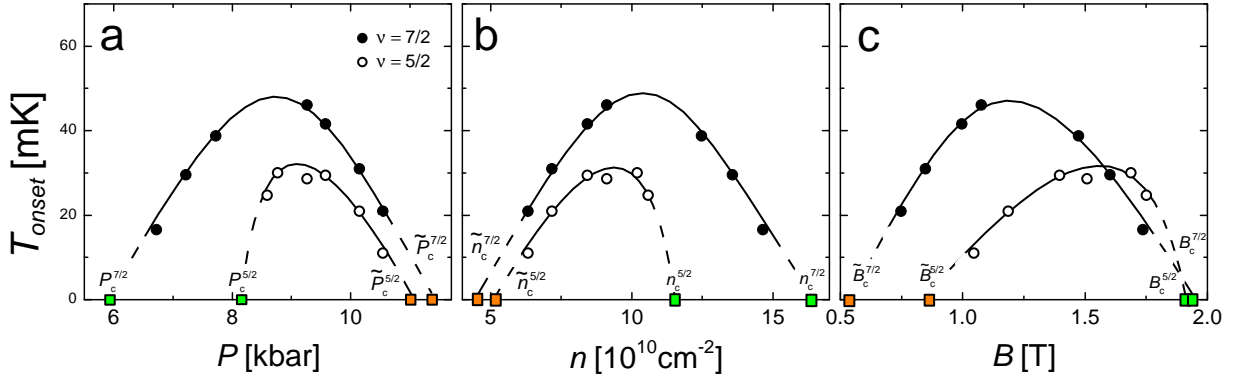 a
ν = 7/2
ν = 5/2
T_onset [mK]
0
20
40
60
6
8
10
P [kbar]
P_c^{7/2}
P_c^{5/2}
P̃_c^{5/2}
P̃_c^{7/2}
b
5
10
15
n [10^{10}cm^{-2}]
ñ_c^{7/2}
ñ_c^{5/2}
n_c^{5/2}
n_c^{7/2}
c
0.5
1.0
1.5
2.0
B [T]
B̃_c^{7/2}
B̃_c^{5/2}
B_c^{5/2}
B_c^{7/2}